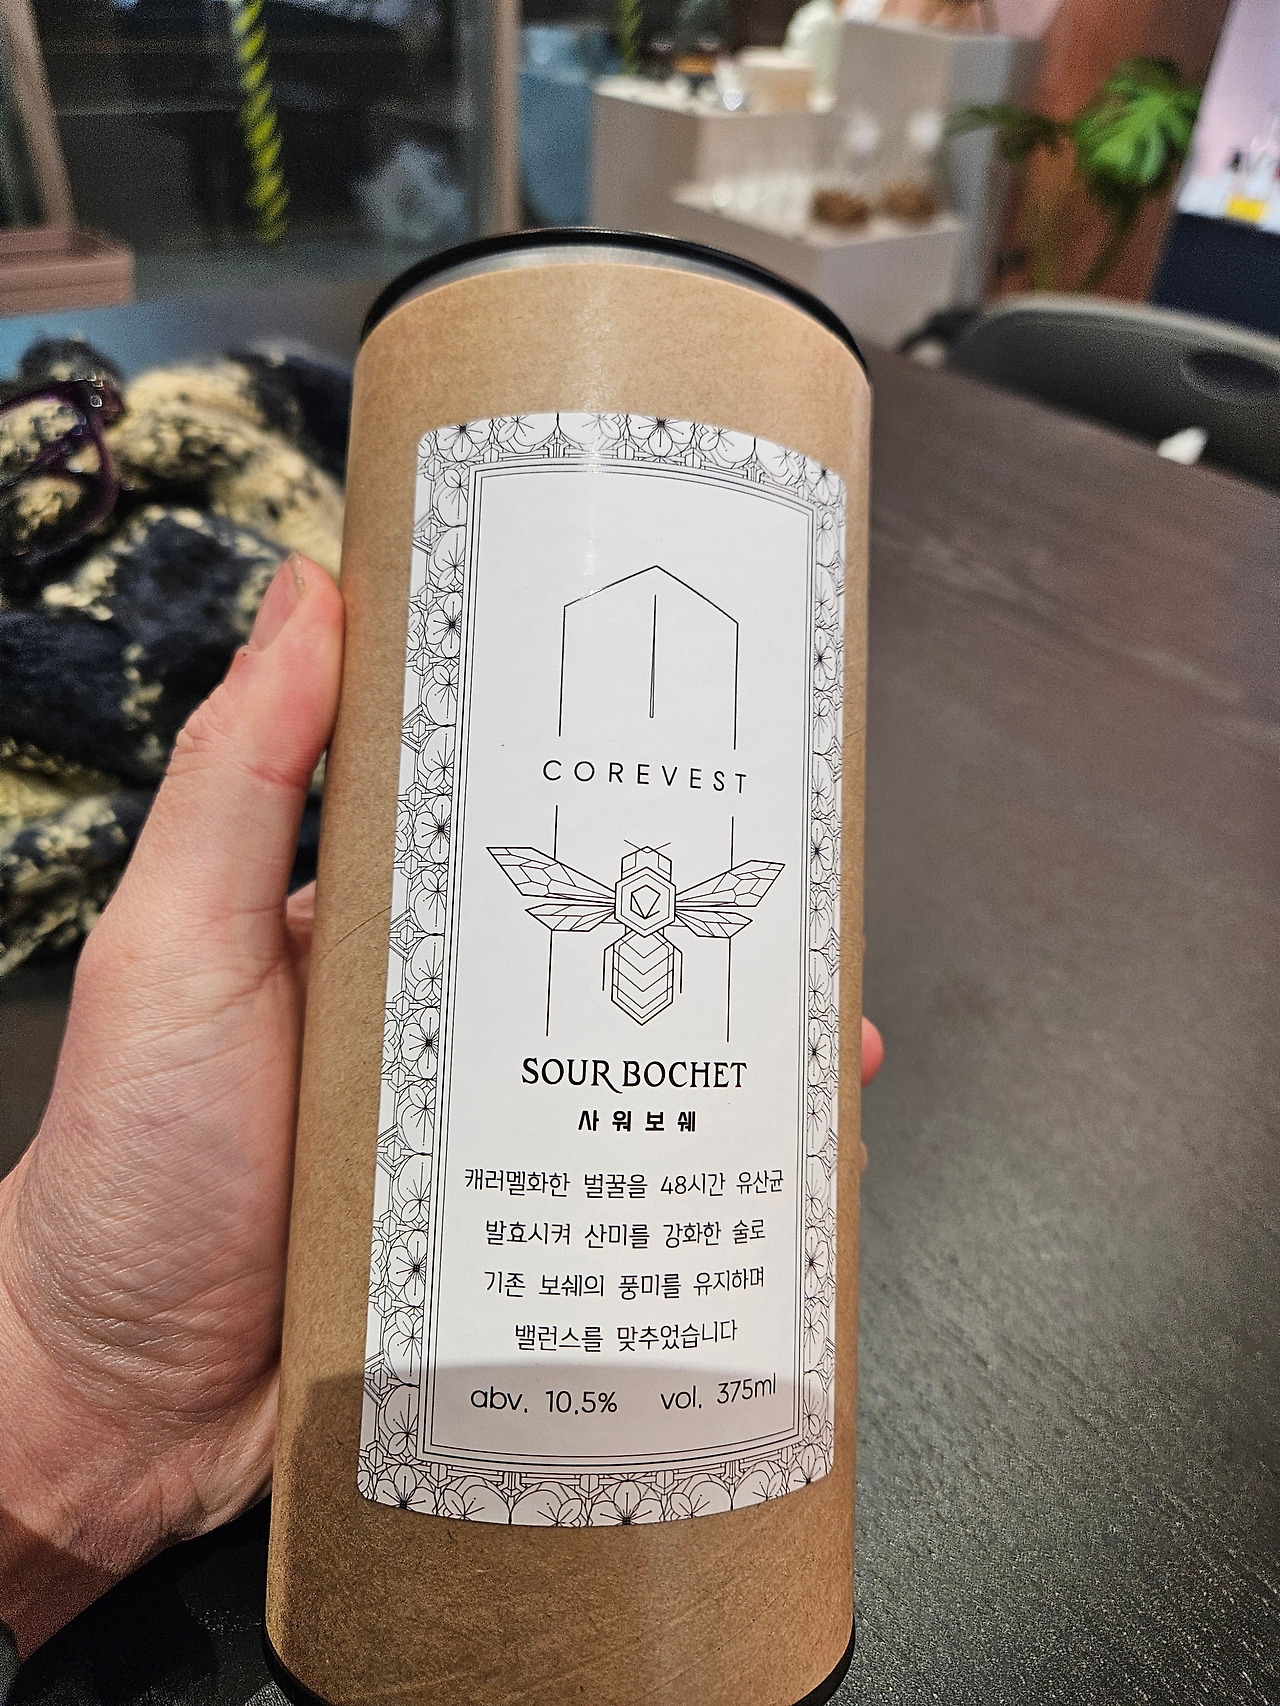 COREVEST
SOUR BOCHET
사워보쉐
캐러멜화한 벌꿀을 48시간 유산균
발효시켜 산미를 강화한 술로
기존 보쉐의 풍미를 유지하며
밸런스를 맞추었습니다
abv. 10.5% vol. 375ml